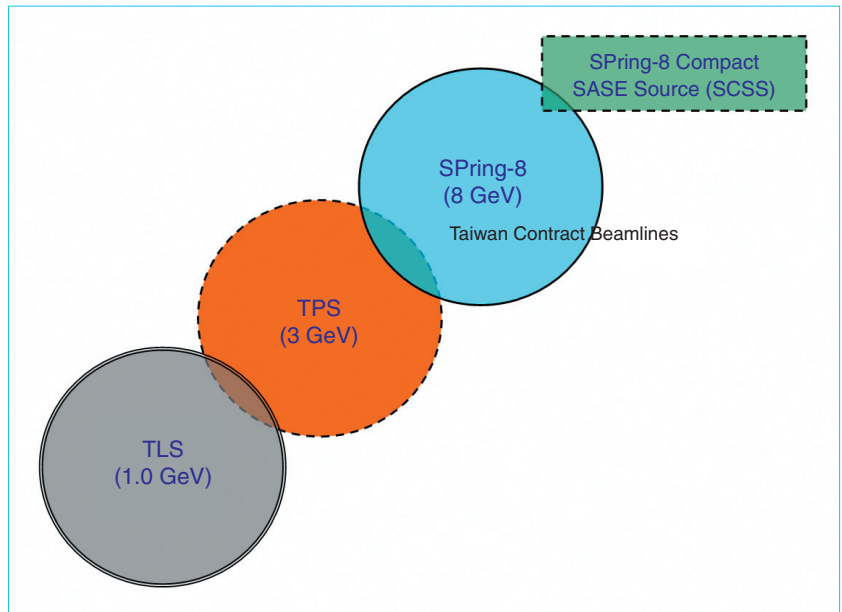 SPring-8 Compact
SASE Source (SCSS)
SPring-8
(8 GeV)
Taiwan Contract Beamlines
TPS
(3 GeV)
TLS
(1.0 GeV)